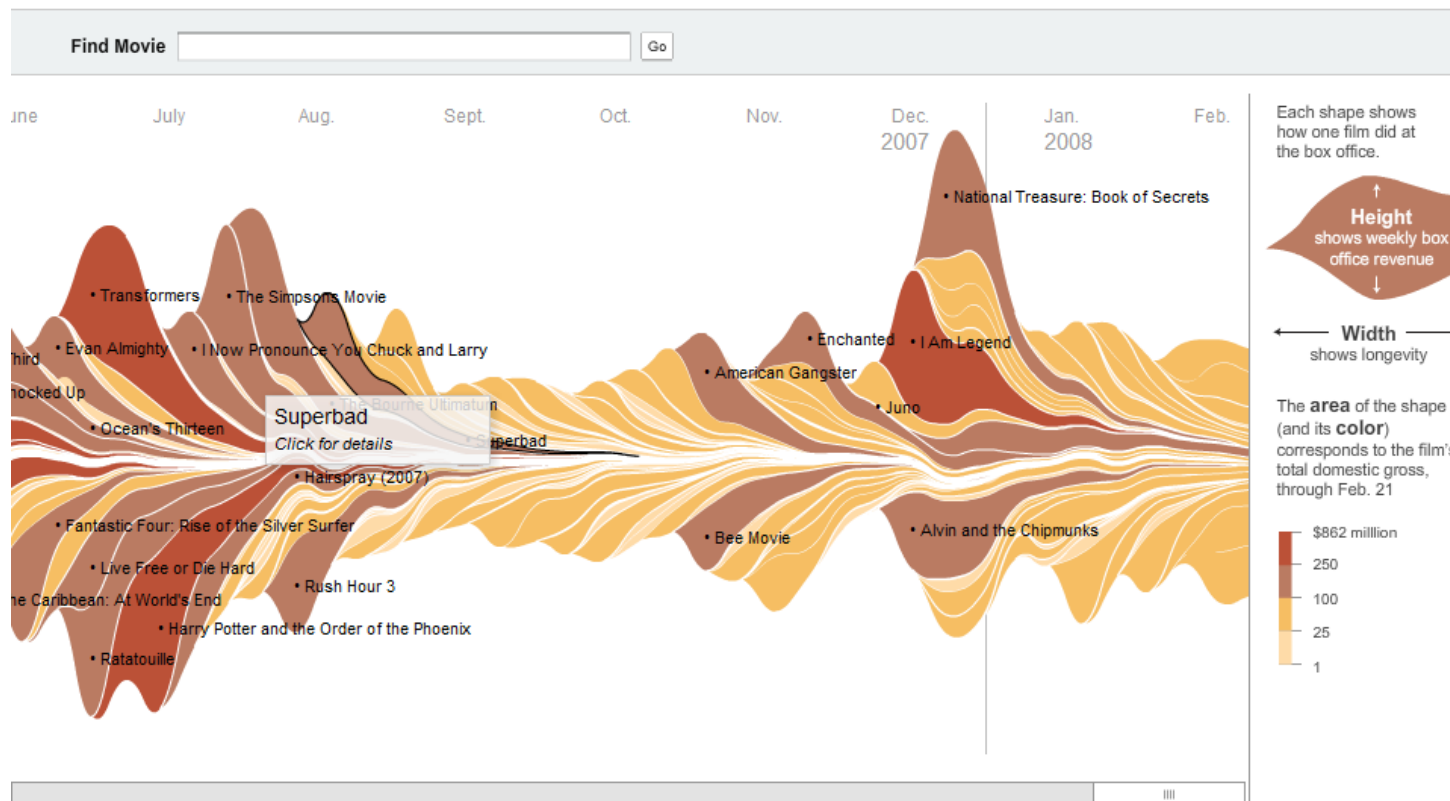 Find Movie
Go
une July Aug. Sept. Oct. Nov. Dec. Jan. Feb.
2007 2008
National Treasure: Book of Secrets
Transformers
The Simpsons Movie
Evan Almighty
I Now Pronounce You Chuck and Larry
Enchanted
I Am Legend
Third
nocked Up
American Gangster
The Bourne Ultimatum
Juno
Superbad
Click for details
Ocean's Thirteen
Superbad
Hairspray (2007)
Fantastic Four: Rise of the Silver Surfer
Bee Movie
Alvin and the Chipmunks
Live Free or Die Hard
Rush Hour 3
he Caribbean: At World's End
Harry Potter and the Order of the Phoenix
Ratatouille
Each shape shows
how one film did at
the box office.
Height
shows weekly box
office revenue
Width
shows longevity
The area of the shape
(and its color)
corresponds to the film's
total domestic gross,
through Feb. 21
$862 milllion
250
100
25
1